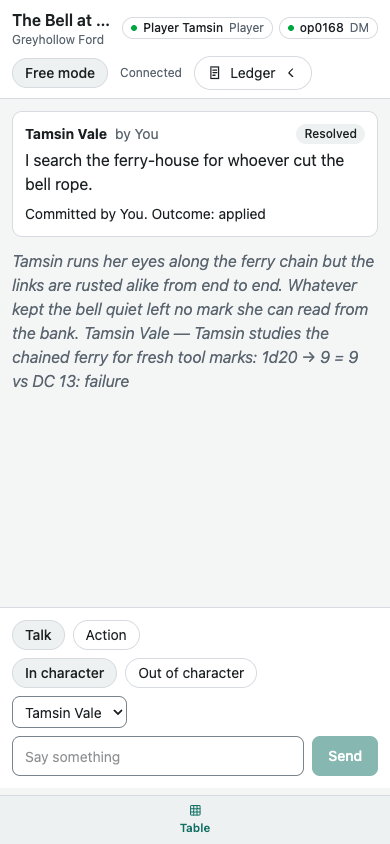 The Bell at ...
Greyhollow Ford
Player Tamsin Player
op0168 DM
Free mode
Connected
Ledger
Tamsin Vale by You
Resolved
I search the ferry-house for whoever cut the
bell rope.
Committed by You. Outcome: applied
Tamsin runs her eyes along the ferry chain but the
links are rusted alike from end to end. Whatever
kept the bell quiet left no mark she can read from
the bank. Tamsin Vale — Tamsin studies the
chained ferry for fresh tool marks: 1d20 → 9 = 9
vs DC 13: failure
Talk
Action
In character
Out of character
Tamsin Vale
Say something
Send
Table